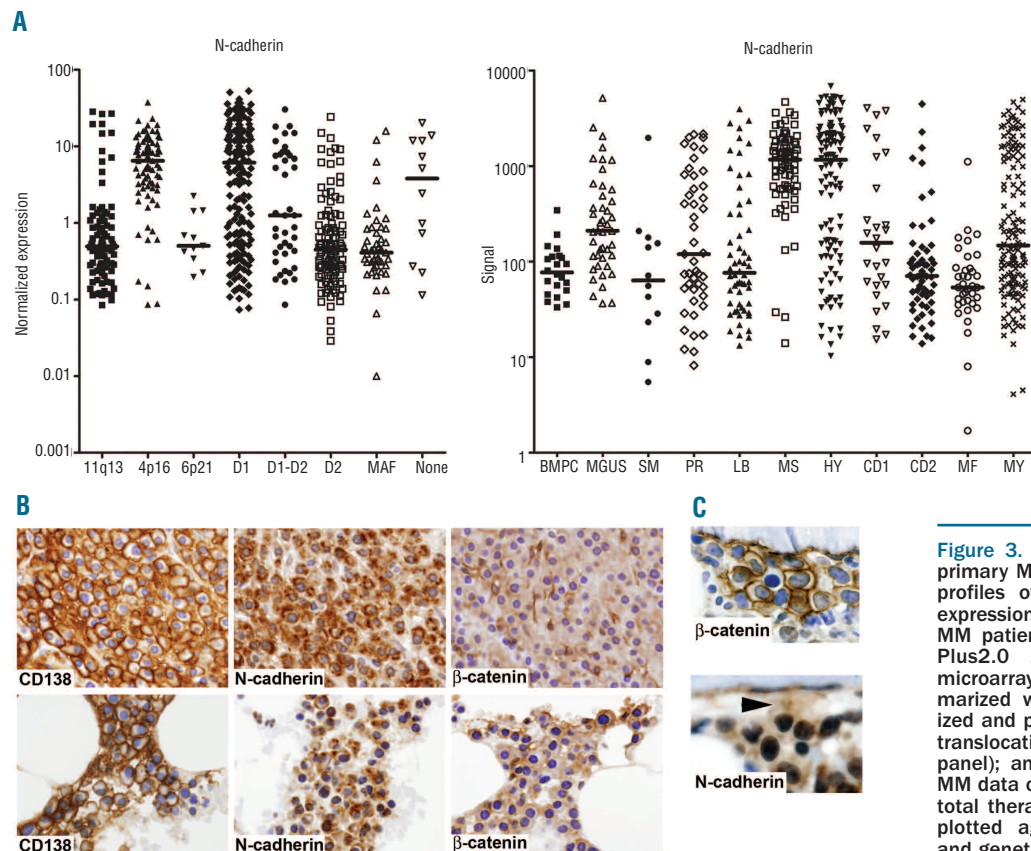 A
N-cadherin
Normalized expression
100
10
1
0.1
0.01
0.001
11q13 4p16 6p21 D1 D1-D2 D2 MAF None
N-cadherin
Signal
10000
1000
100
10
1
BMPC MGUS SM PR LB MS HY CD1 CD2 MF MY
B
CD138
N-cadherin
β-catenin
CD138
N-cadherin
β-catenin
C
β-catenin
N-cadherin
Figure 3.
primary M
profiles o
expression
MM patien
Plus2.0
microarray
marized w
ized and p
translocati
panel); an
MM data o
total thera
plotted a
and genet